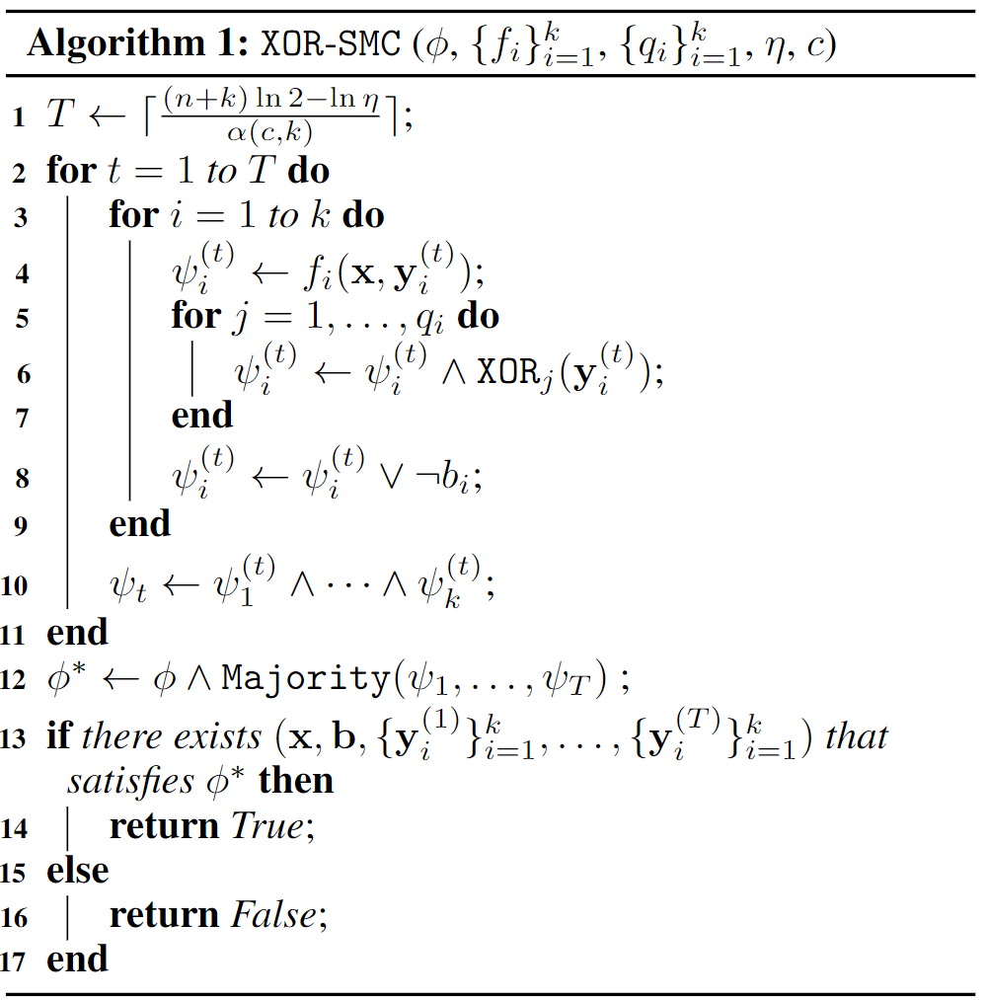 Algorithm 1: XOR-SMC (ϕ, {f_i}_{i=1}^k, {q_i}_{i=1}^k, η, c)
1 T ← ⌈((n+k) ln 2−ln η)/(α(c,k))⌉;
2 for t = 1 to T do
3 for i = 1 to k do
4 ψ_i^{(t)} ← f_i(x, y_i^{(t)});
5 for j = 1, . . . , q_i do
6 ψ_i^{(t)} ← ψ_i^{(t)} ∧ XOR_j(y_i^{(t)});
7 end
8 ψ_i^{(t)} ← ψ_i^{(t)} ∨ ¬b_i;
9 end
10 ψ_t ← ψ_1^{(t)} ∧ · · · ∧ ψ_k^{(t)};
11 end
12 ϕ* ← ϕ ∧ Majority(ψ_1, . . . , ψ_T) ;
13 if there exists (x, b, {y_i^{(1)}}_{i=1}^k, . . . , {y_i^{(T)}}_{i=1}^k) that
satisfies ϕ* then
14 return True;
15 else
16 return False;
17 end